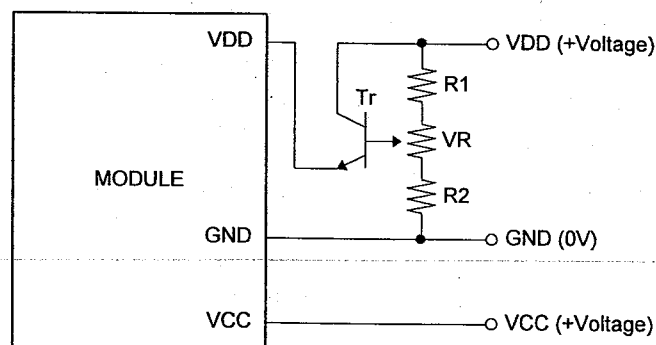 VDD
VDD (+Voltage)
R1
Tr
VR
MODULE
R2
GND
GND (0V)
VCC
VCC (+Voltage)